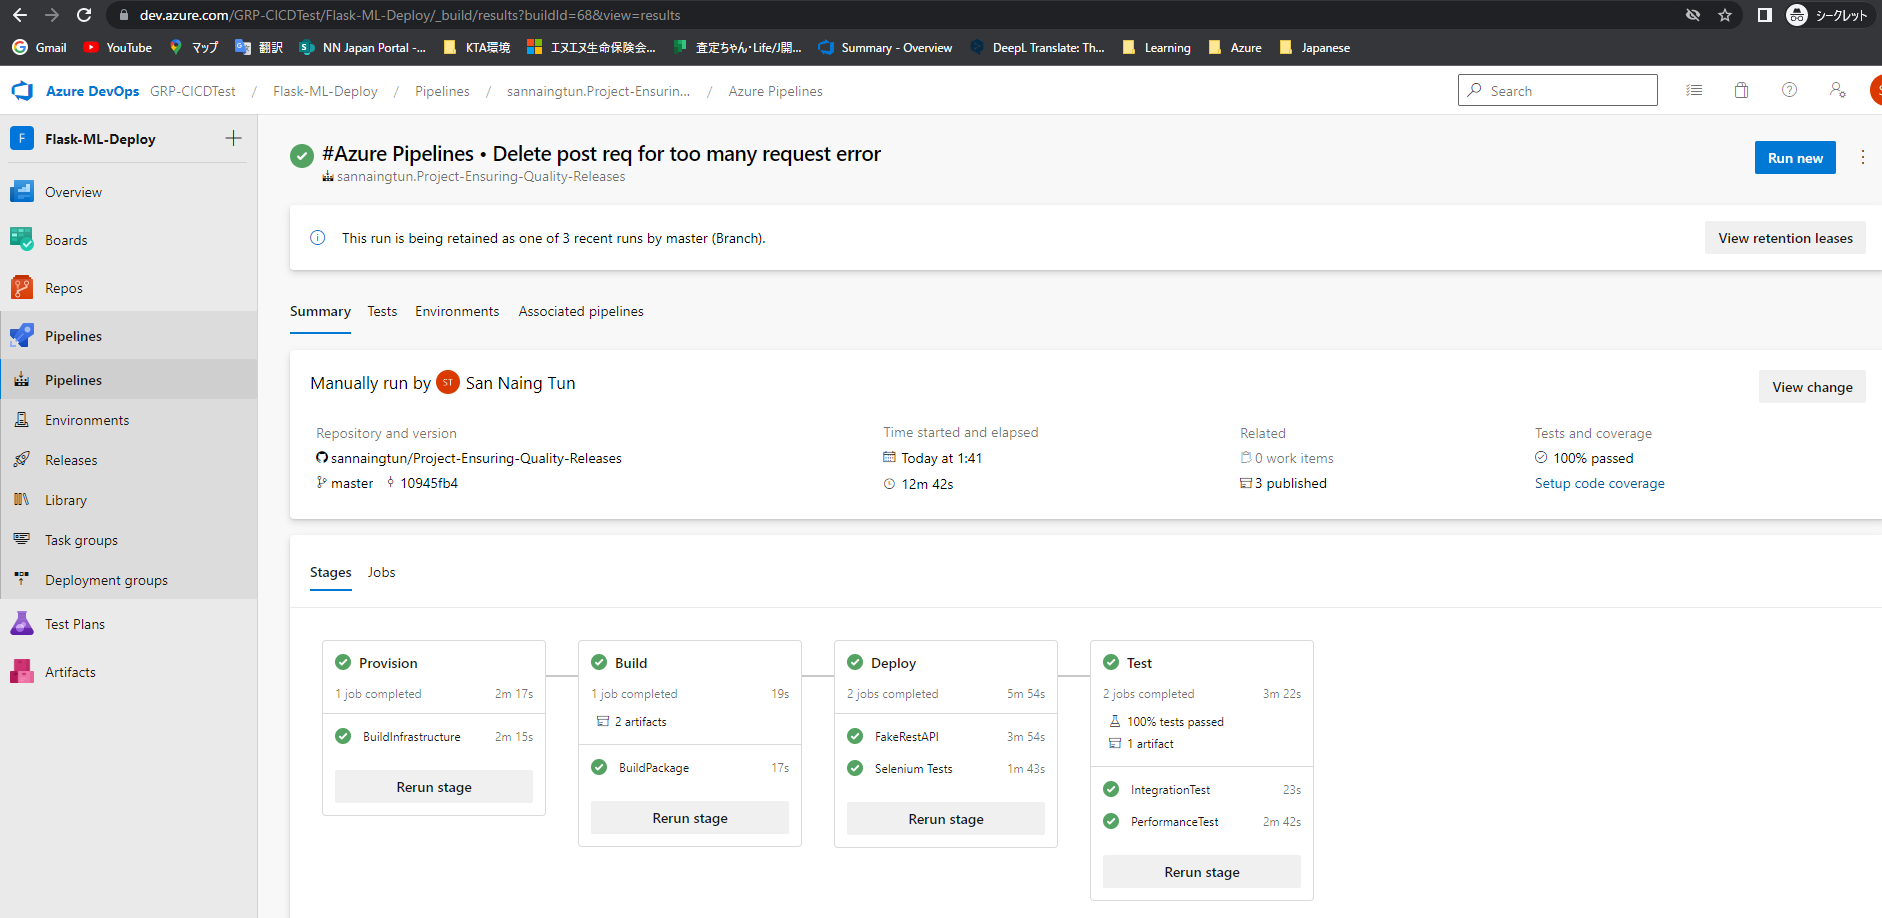 dev.azure.com/GRP-CICDTest/Flask-ML-Deploy/_build/results?buildId=68&view=results
シークレット
Gmail YouTube マップ 翻訳 NN Japan Portal -... KTA環境 エヌエヌ生命保険会... 査定ちゃん・Life/J開... Summary - Overview DeepL Translate: Th... Learning Azure Japanese
Azure DevOps GRP-CICDTest / Flask-ML-Deploy / Pipelines / sannaingtun.Project-Ensurin... / Azure Pipelines
Search
F Flask-ML-Deploy
Overview
Boards
Repos
Pipelines
Pipelines
Environments
Releases
Library
Task groups
Deployment groups
Test Plans
Artifacts
#Azure Pipelines • Delete post req for too many request error
sannaingtun.Project-Ensuring-Quality-Releases
Run new
This run is being retained as one of 3 recent runs by master (Branch).
View retention leases
Summary Tests Environments Associated pipelines
Manually run by ST San Naing Tun
View change
Repository and version
sannaingtun/Project-Ensuring-Quality-Releases
master 10945fb4
Time started and elapsed
Today at 1:41
12m 42s
Related
0 work items
3 published
Tests and coverage
100% passed
Setup code coverage
Stages Jobs
Provision
1 job completed 2m 17s
BuildInfrastructure 2m 15s
Rerun stage
Build
1 job completed 19s
2 artifacts
BuildPackage 17s
Rerun stage
Deploy
2 jobs completed 5m 54s
FakeRestAPI 3m 54s
Selenium Tests 1m 43s
Rerun stage
Test
2 jobs completed 3m 22s
100% tests passed
1 artifact
IntegrationTest 23s
PerformanceTest 2m 42s
Rerun stage